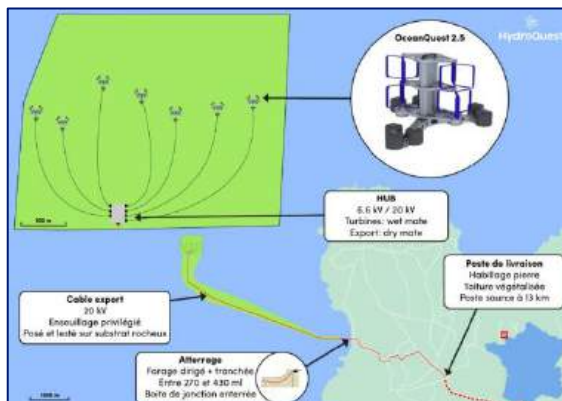 OceanQuest 2.5
HydroQuest
HUB
6.6 kV / 20 kV
Turbines: wet mate
Export: dry mate
Poste de livraison
Habillage pierre
Toiture végétalisée
Poste source à 13 km
Cable export
20 kV
Ensouillage privilégié
Posé et lesté sur substrat rocheux
Atterrage
Forage dirigé + tranchée
Entre 270 et 430 ml
Boite de jonction enterrée